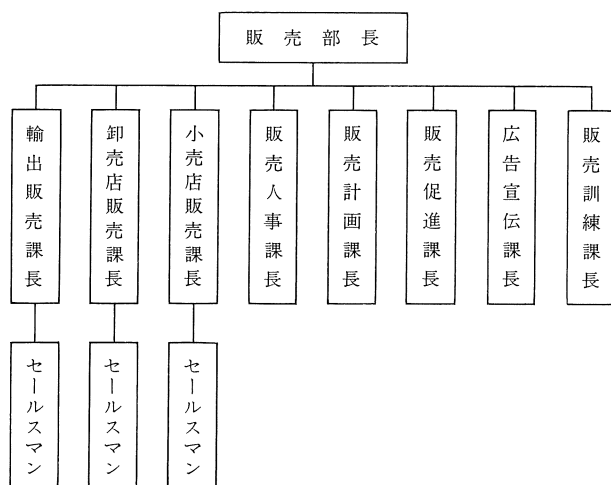 販売部長
輸出販売課長
卸売店販売課長
小売店販売課長
販売人事課長
販売計画課長
販売促進課長
広告宣伝課長
販売訓練課長
セールスマン
セールスマン
セールスマン